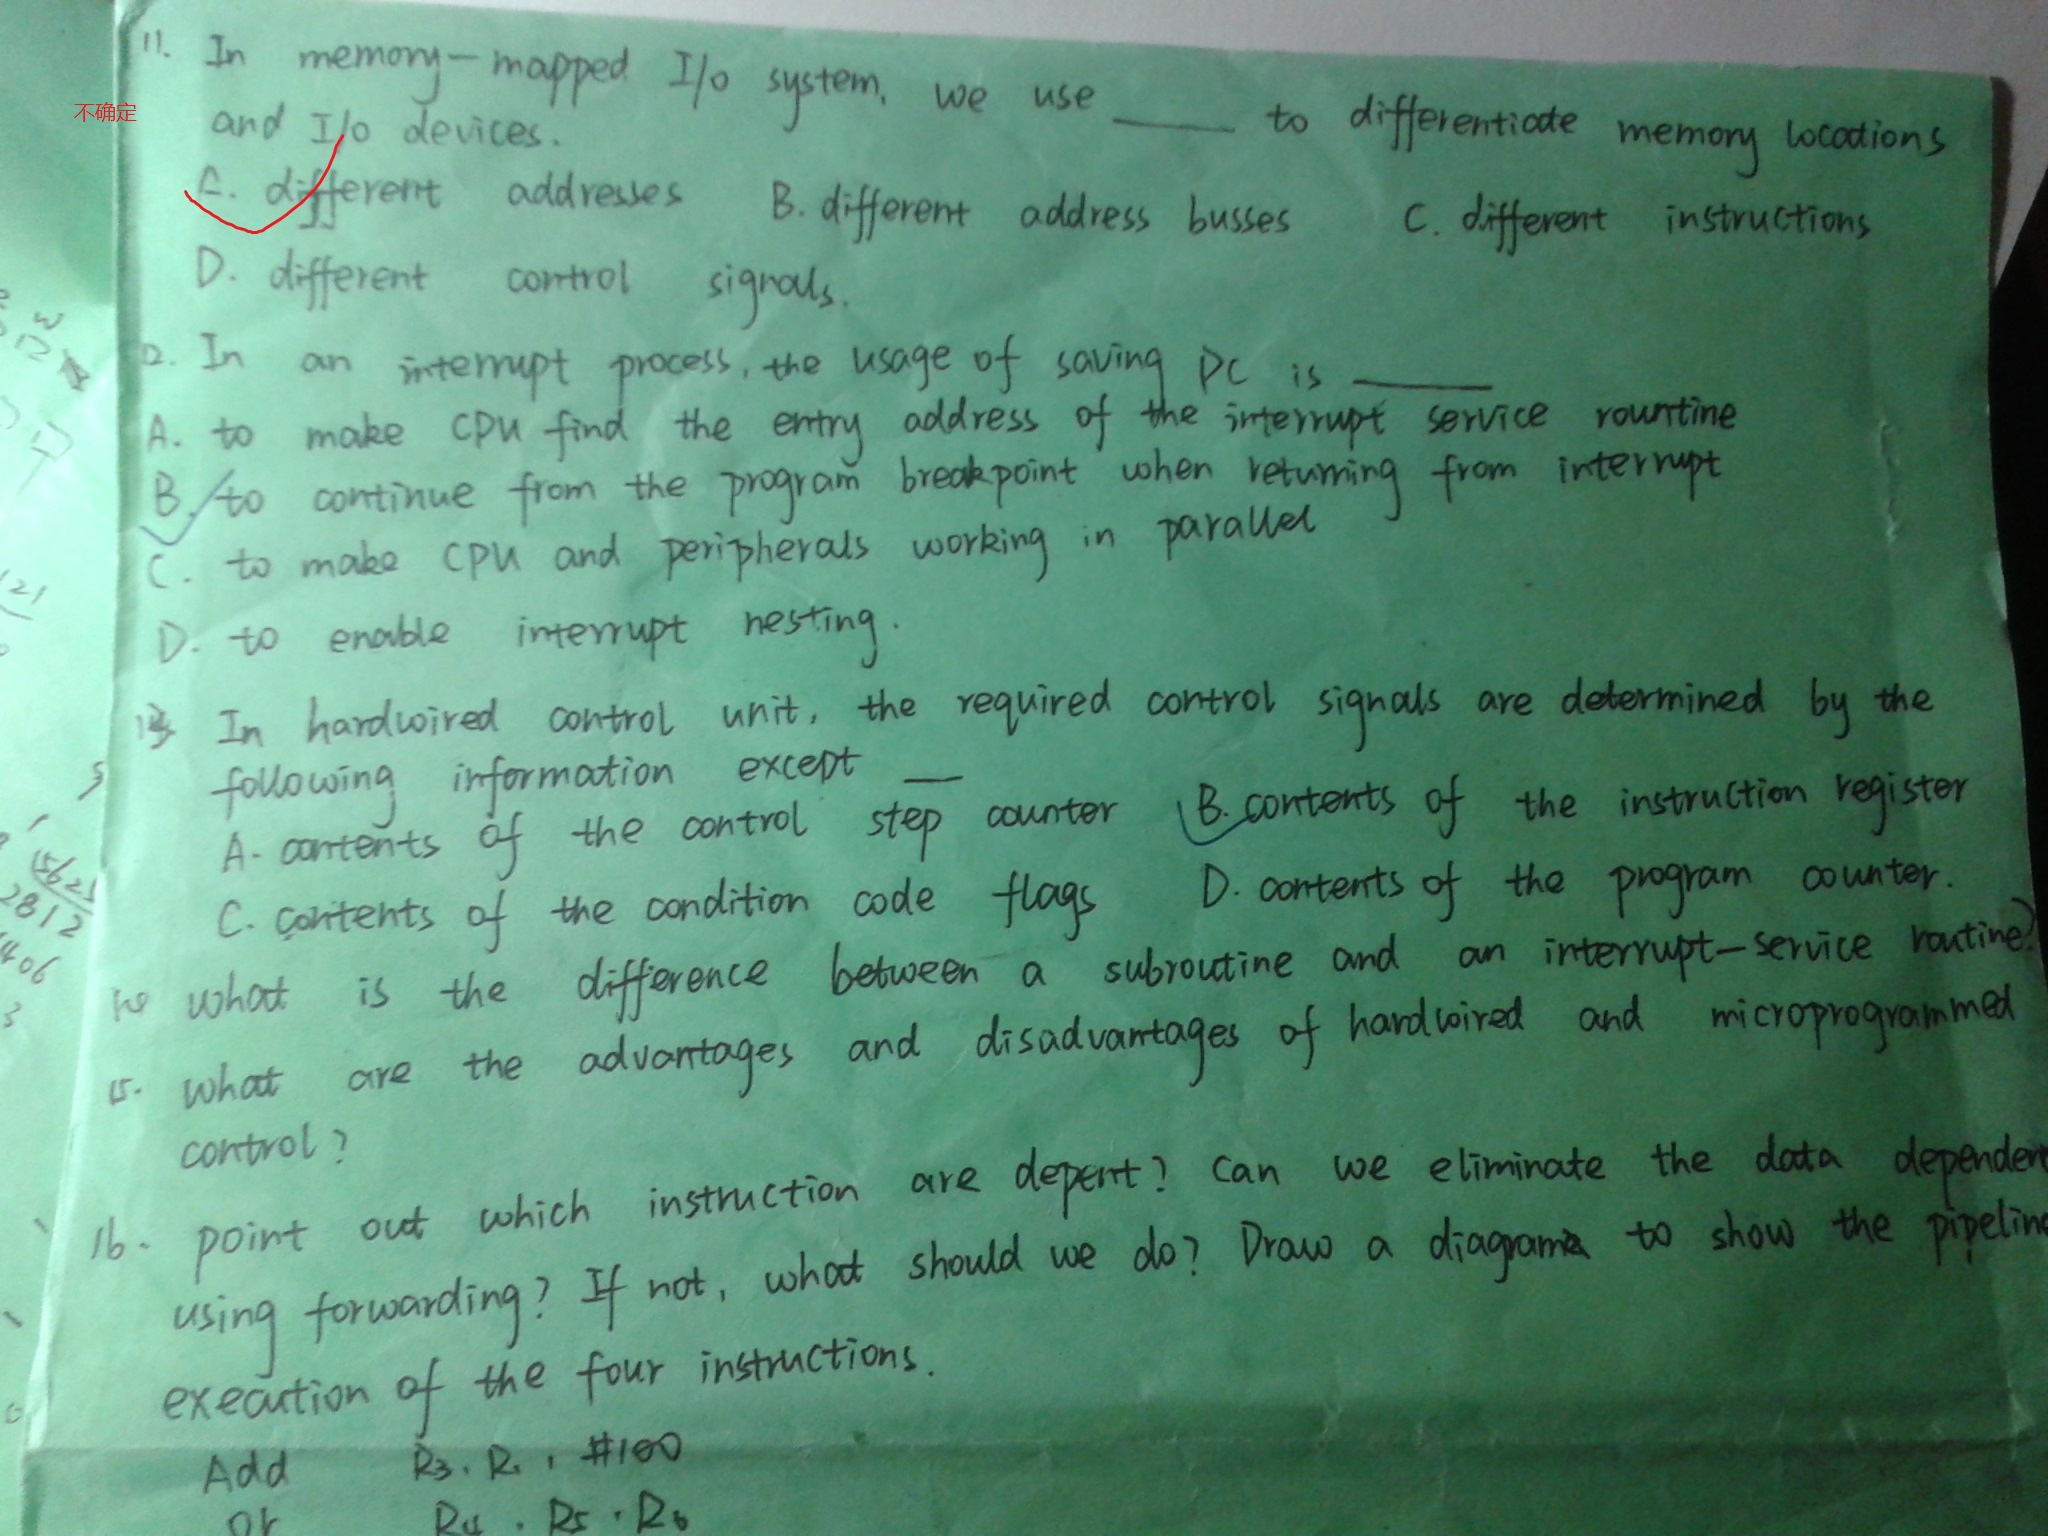 11. In memory-mapped I/o system, we use ____ to differentiate memory locations
不确定
and I/o devices.
A. different addresses B. different address busses C. different instructions
D. different control signals.
12. In an interrupt process, the usage of saving PC is ____
A. to make CPU find the entry address of the interrupt service rountine
B. to continue from the program breakpoint when returning from interrupt
C. to make CPU and peripherals working in parallel
D. to enable interrupt nesting.
13 In hardwired control unit, the required control signals are determined by the
following information except __
A. contents of the control step counter B. contents of the instruction register
C. contents of the condition code flags D. contents of the program counter.
14 what is the difference between a subroutine and an interrupt-service routine?
15. what are the advantages and disadvantages of hardwired and microprogrammed
control?
16. point out which instruction are depent? Can we eliminate the data dependen
using forwarding? If not, what should we do? Draw a diagram to show the pipelin
execution of the four instructions.
Add R3, R1, #100
or R4, R5, R6
121
2812
406
3